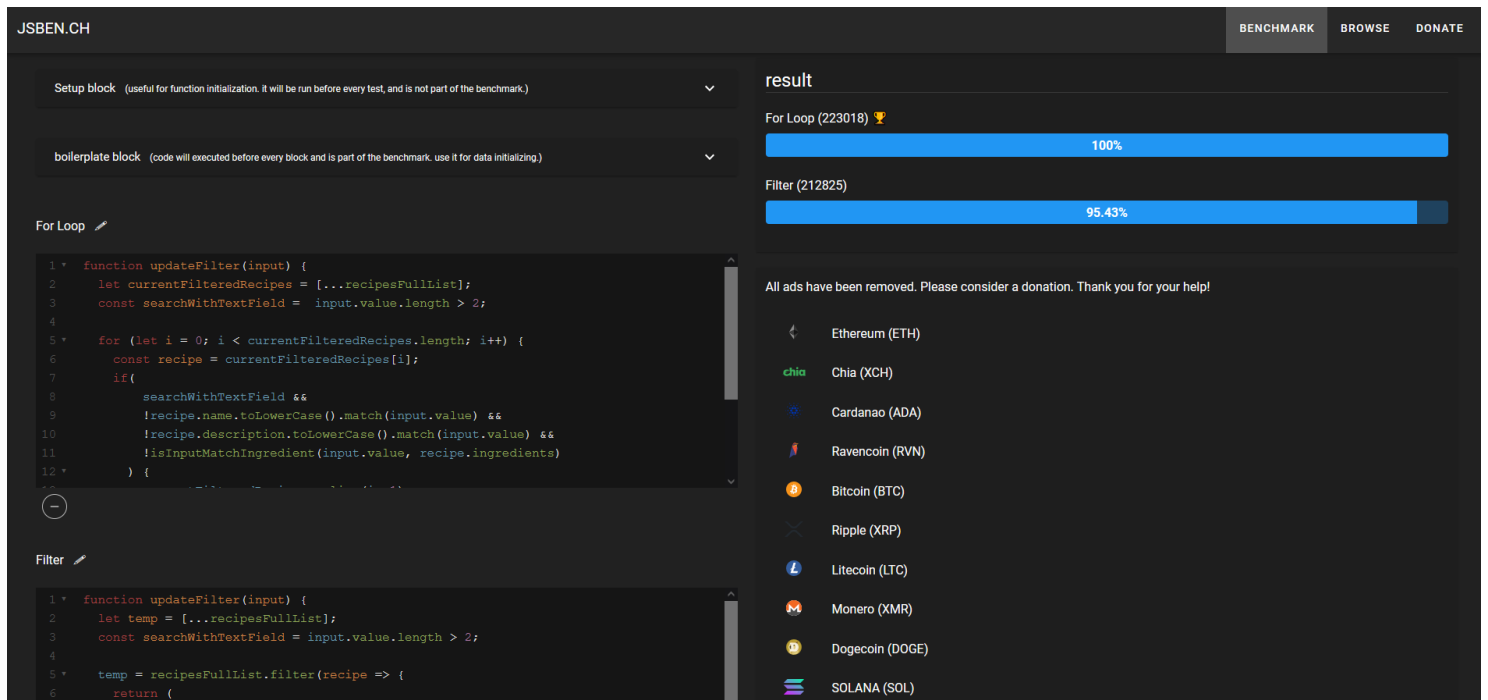 JSBEN.CH
BENCHMARK BROWSE DONATE
Setup block (useful for function initialization. it will be run before every test, and is not part of the benchmark.)
boilerplate block (code will executed before every block and is part of the benchmark. use it for data initializing.)
For Loop
1 function updateFilter(input) {
2 let currentFilteredRecipes = [...recipesFullList];
3 const searchWithTextField =  input.value.length > 2;
4
5 for (let i = 0; i < currentFilteredRecipes.length; i++) {
6 const recipe = currentFilteredRecipes[i];
7 if(
8 searchWithTextField &&
9 !recipe.name.toLowerCase().match(input.value) &&
10 !recipe.description.toLowerCase().match(input.value) &&
11 !isInputMatchIngredient(input.value, recipe.ingredients)
12 ) {
Filter
1 function updateFilter(input) {
2 let temp = [...recipesFullList];
3 const searchWithTextField = input.value.length > 2;
4
5 temp = recipesFullList.filter(recipe => {
6 return (
result
For Loop (223018)
100%
Filter (212825)
95.43%
All ads have been removed. Please consider a donation. Thank you for your help!
Ethereum (ETH)
chia Chia (XCH)
Cardanao (ADA)
Ravencoin (RVN)
Bitcoin (BTC)
Ripple (XRP)
Litecoin (LTC)
Monero (XMR)
Dogecoin (DOGE)
SOLANA (SOL)